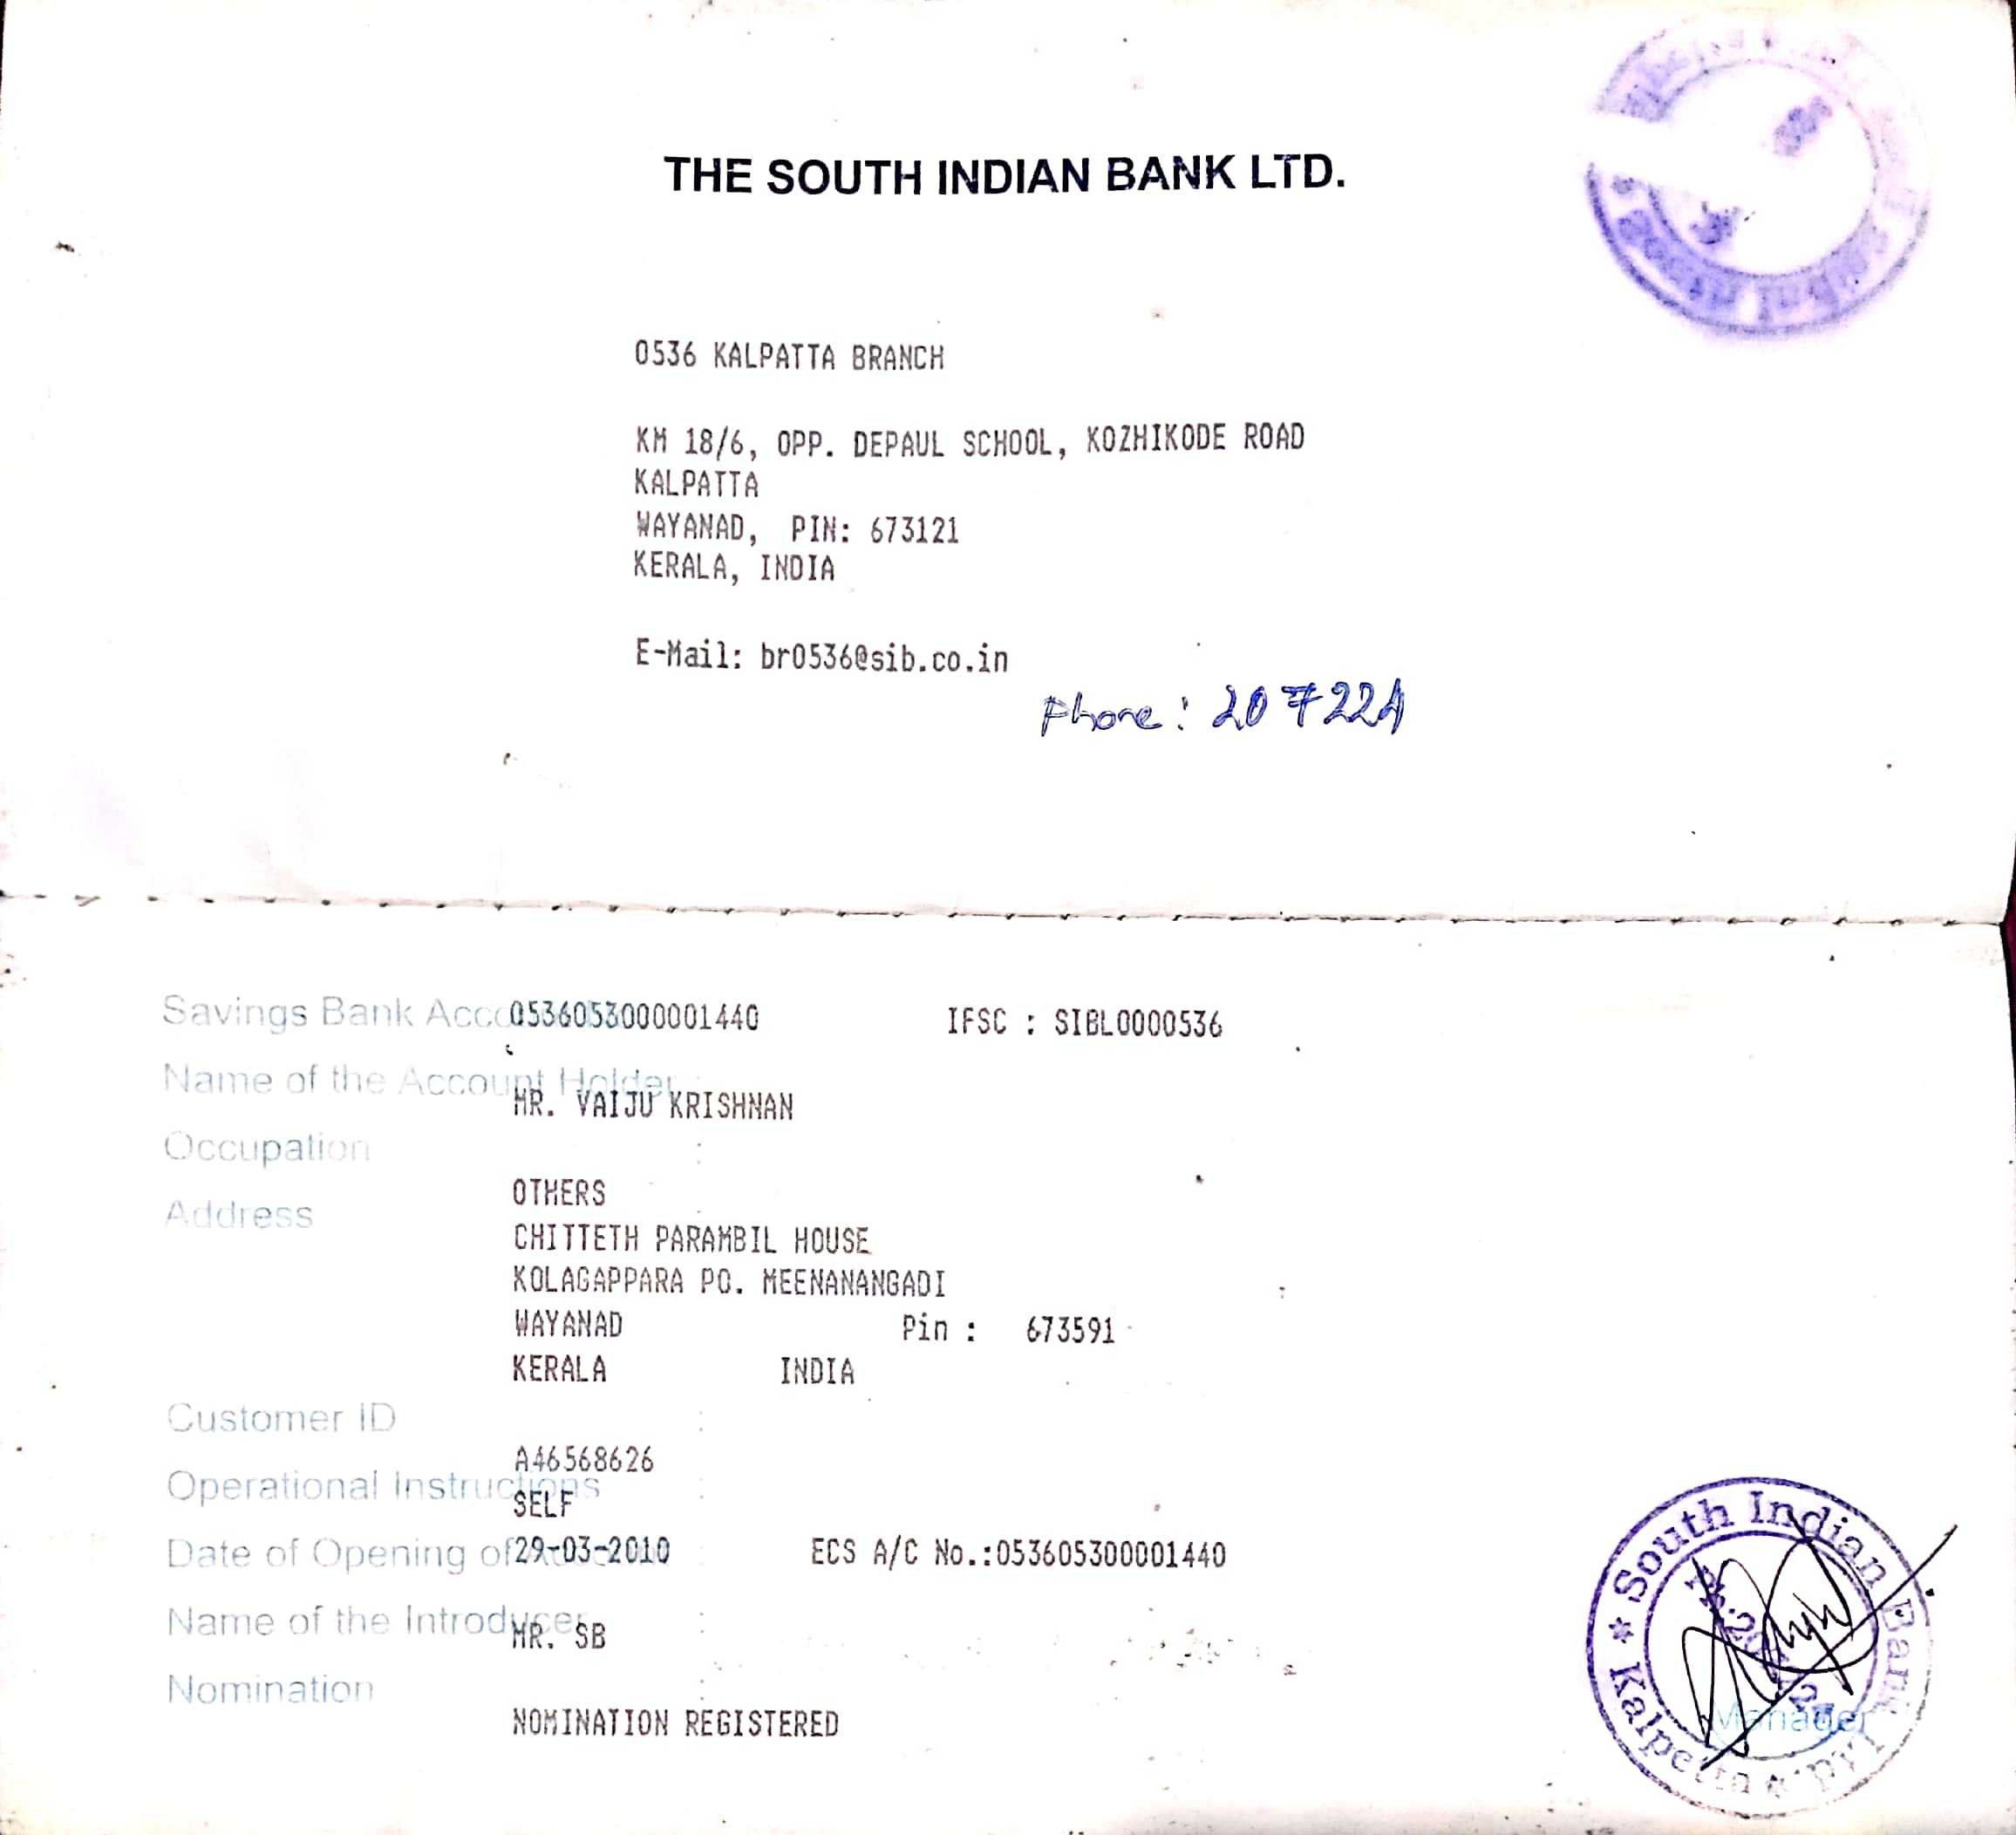 THE SOUTH INDIAN BANK LTD.
0536 KALPATTA BRANCH
KM 18/6, OPP. DEPAUL SCHOOL, KOZHIKODE ROAD
KALPATTA
WAYANAD, PIN: 673121
KERALA, INDIA
E-Mail: br0536@sib.co.in
Phone: 207224
Savings Bank 0536053000001440 IFSC : SIBL0000536
Name of the Account Holder :
MR. VAIJU KRISHNAN
Occupation :
OTHERS
Address :
CHITTETH PARAMBIL HOUSE
KOLAGAPPARA PO. MEENANANGADI
WAYANAD Pin : 673591
KERALA INDIA
Customer ID :
A46568626
Operational Instructions :
SELF
Date of Opening of 29-03-2010 ECS A/C No.:053605300001440
Name of the Introducer :
MR. SB
Nomination :
NOMINATION REGISTERED
South Indian Bank
Kalpetta
Manager